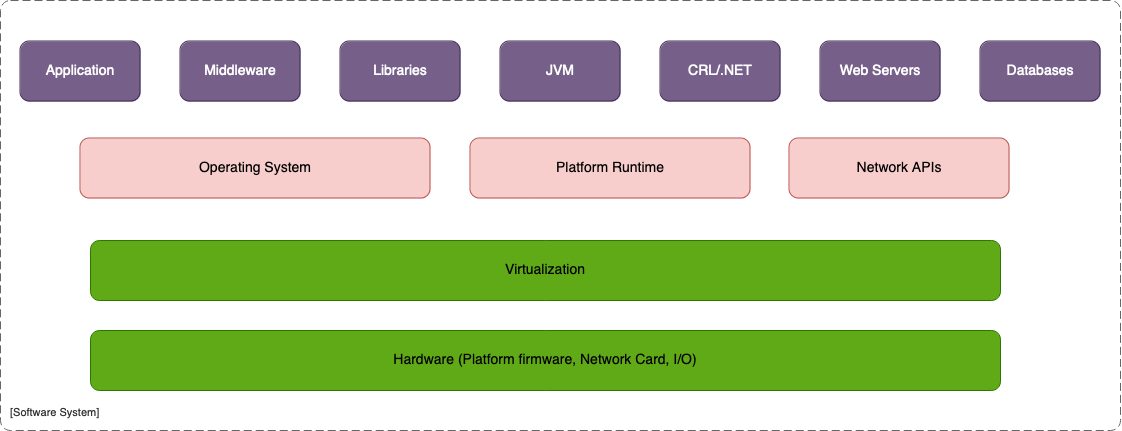 Application
Middleware
Libraries
JVM
CRL/.NET
Web Servers
Databases
Operating System
Platform Runtime
Network APIs
Virtualization
Hardware (Platform firmware, Network Card, I/O)
[Software System]